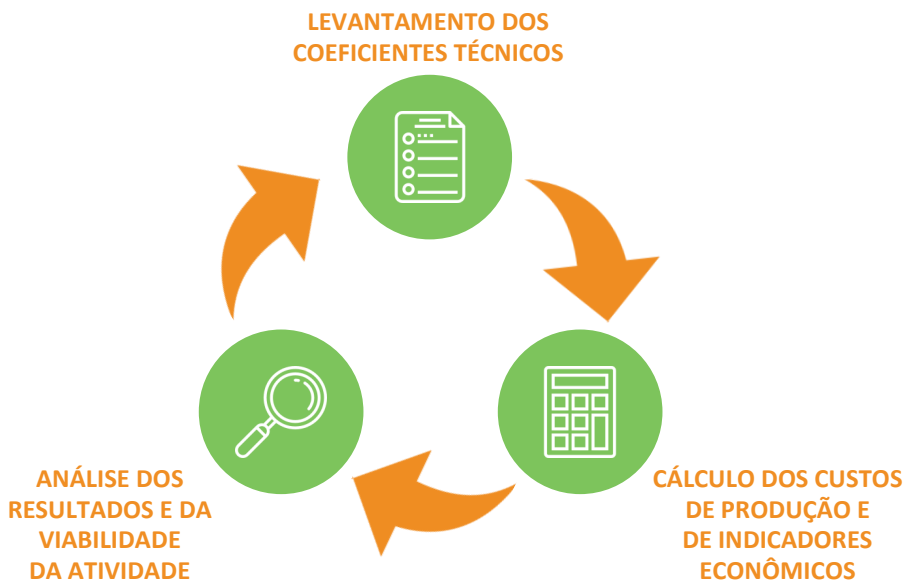 LEVANTAMENTO DOS
COEFICIENTES TÉCNICOS
CÁLCULO DOS CUSTOS
DE PRODUÇÃO E
DE INDICADORES
ECONÔMICOS
ANÁLISE DOS
RESULTADOS E DA
VIABILIDADE
DA ATIVIDADE